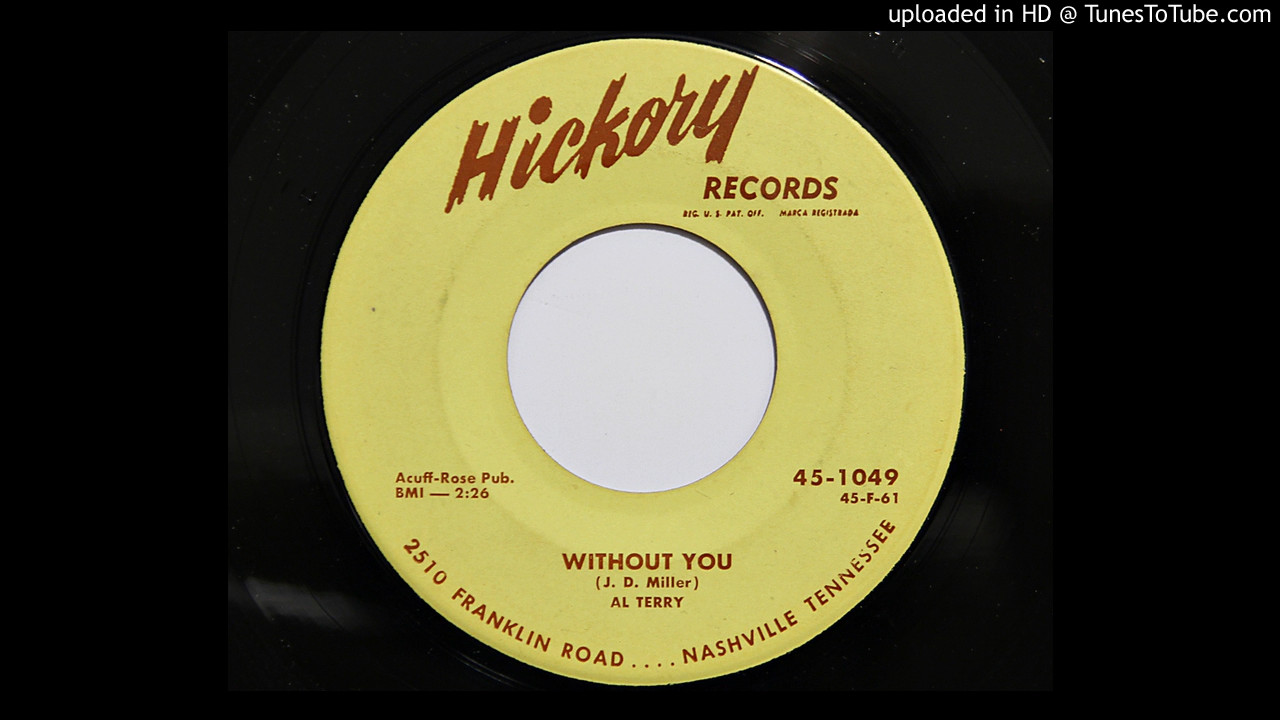 uploaded in HD @ TunesToTube.com
Hickory
RECORDS
REG. U. S. PAT. OFF. MARCA REGISTRADA
Acuff-Rose Pub.
BMI — 2:26
45-1049
45-F-61
WITHOUT YOU
(J. D. Miller)
AL TERRY
2510 FRANKLIN ROAD .... NASHVILLE TENNESSEE